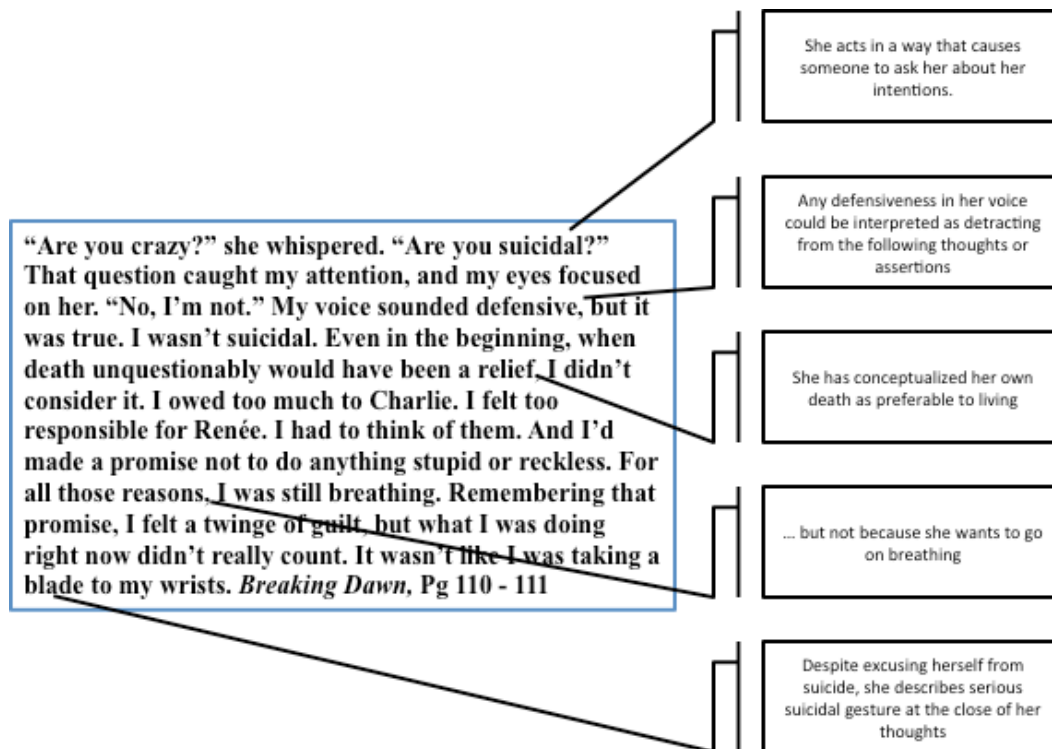 She acts in a way that causes
someone to ask her about her
intentions.
Any defensiveness in her voice
could be interpreted as detracting
from the following thoughts or
assertions
“Are you crazy?” she whispered. “Are you suicidal?”
That question caught my attention, and my eyes focused
on her. “No, I’m not.” My voice sounded defensive, but it
was true. I wasn’t suicidal. Even in the beginning, when
death unquestionably would have been a relief, I didn’t
consider it. I owed too much to Charlie. I felt too
responsible for Renée. I had to think of them. And I’d
made a promise not to do anything stupid or reckless. For
all those reasons, I was still breathing. Remembering that
promise, I felt a twinge of guilt, but what I was doing
right now didn’t really count. It wasn’t like I was taking a
blade to my wrists. Breaking Dawn, Pg 110 - 111
She has conceptualized her own
death as preferable to living
... but not because she wants to go
on breathing
Despite excusing herself from
suicide, she describes serious
suicidal gesture at the close of her
thoughts